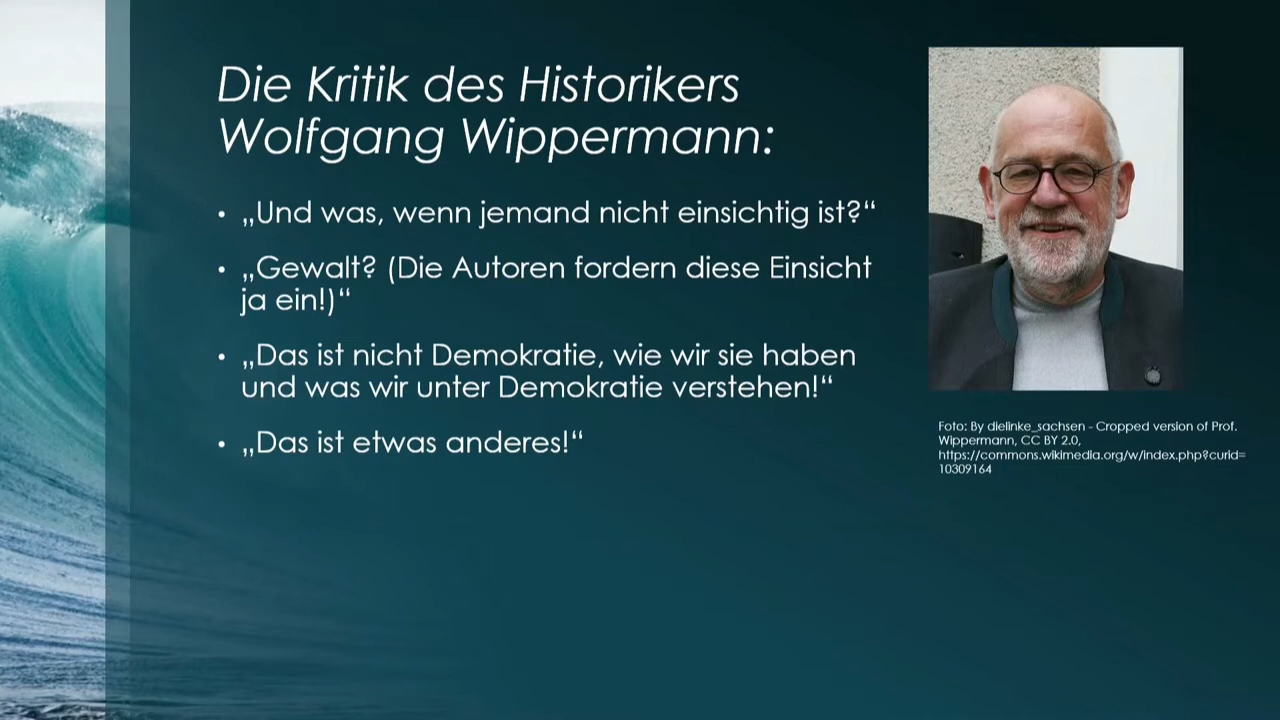 Die Kritik des Historikers
Wolfgang Wippermann:
• „Und was, wenn jemand nicht einsichtig ist?“
• „Gewalt? (Die Autoren fordern diese Einsicht
ja ein!)“
• „Das ist nicht Demokratie, wie wir sie haben
und was wir unter Demokratie verstehen!“
• „Das ist etwas anderes!“
Foto: By dielinke_sachsen - Cropped version of Prof.
Wippermann, CC BY 2.0,
https://commons.wikimedia.org/w/index.php?curid=
10309164